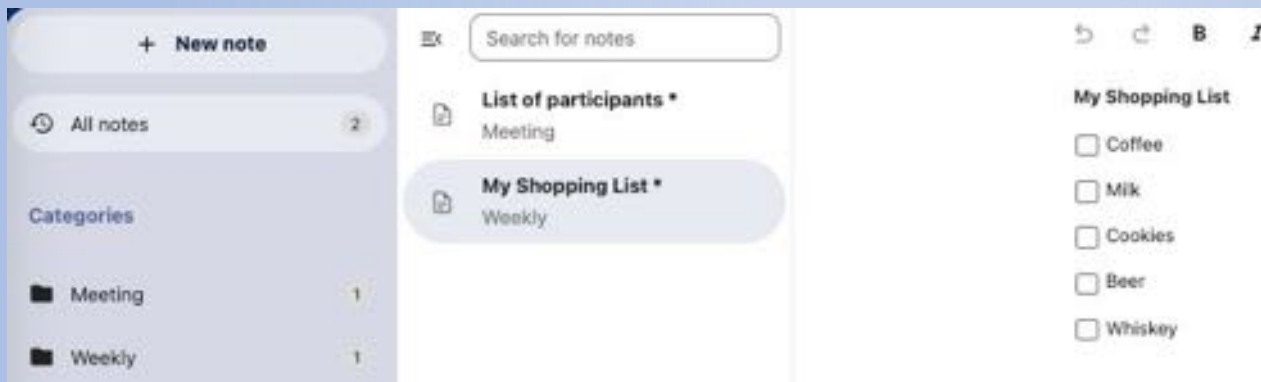 + New note
All notes 2
Categories
Meeting 1
Weekly 1
Search for notes
List of participants *
Meeting
My Shopping List *
Weekly
B I
My Shopping List
Coffee
Milk
Cookies
Beer
Whiskey